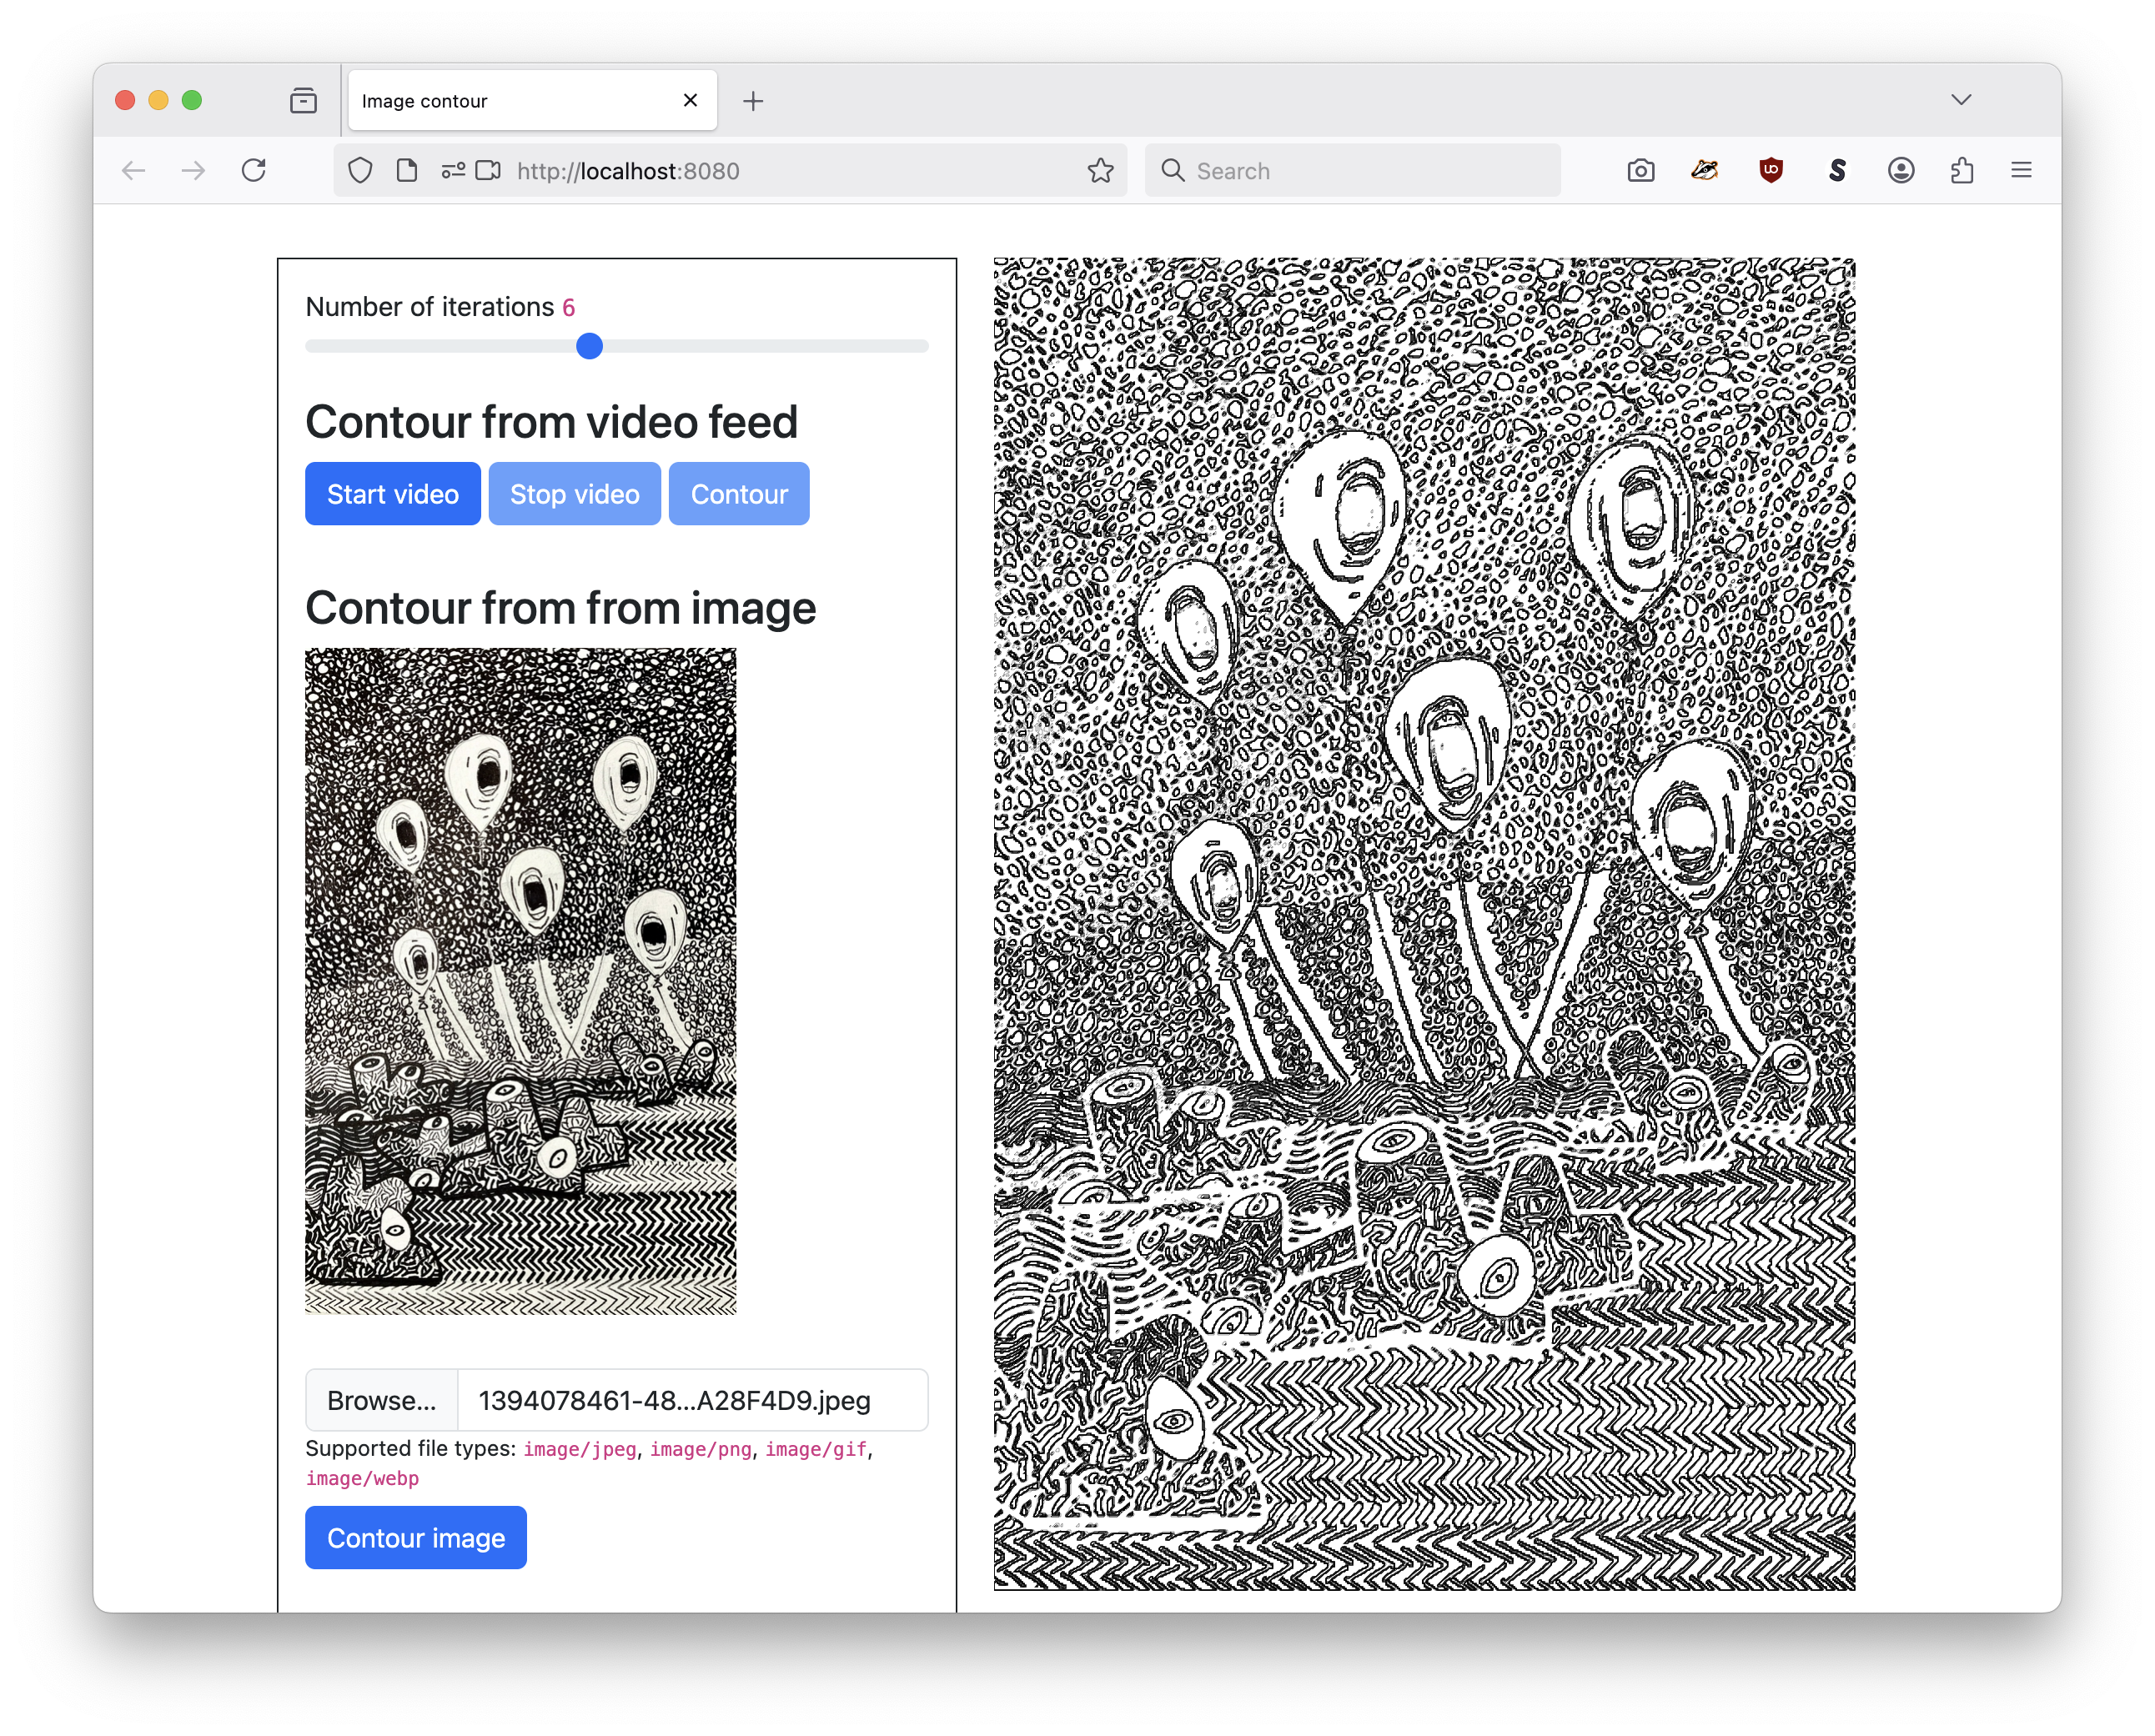 Image contour
http://localhost:8080
Search
Number of iterations 6
Contour from video feed
Start video Stop video Contour
Contour from from image
Browse... 1394078461-48...A28F4D9.jpeg
Supported file types: image/jpeg, image/png, image/gif,
image/webp
Contour image